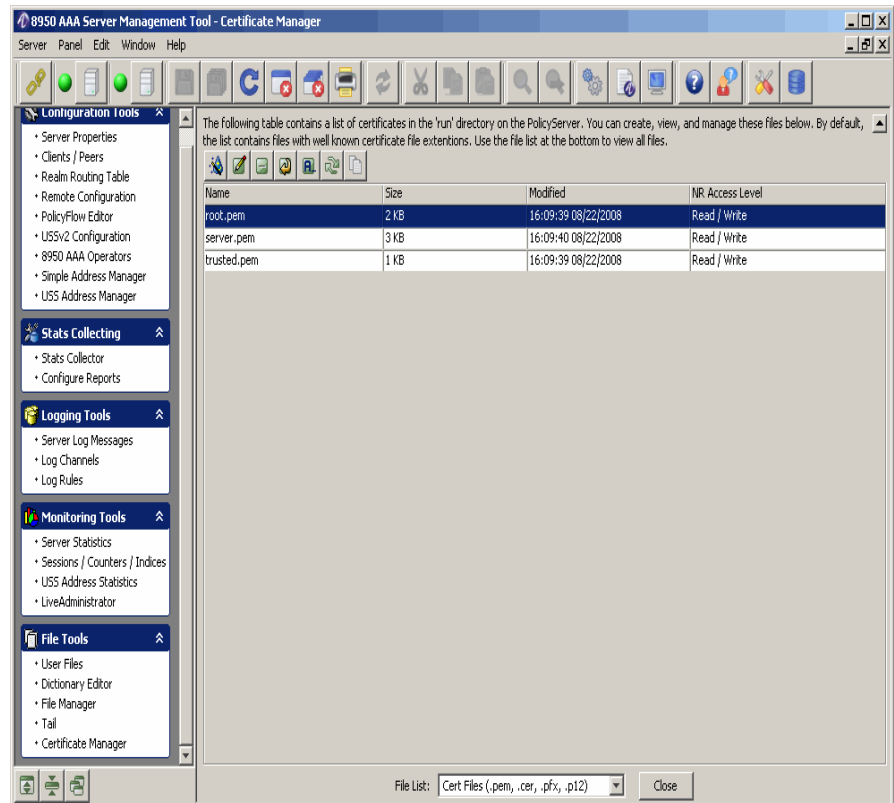 8950 AAA Server Management Tool - Certificate Manager
Server Panel Edit Window Help
Configuration Tools
Server Properties
Clients / Peers
Realm Routing Table
Remote Configuration
PolicyFlow Editor
USSv2 Configuration
8950 AAA Operators
Simple Address Manager
USS Address Manager
Stats Collecting
Stats Collector
Configure Reports
Logging Tools
Server Log Messages
Log Channels
Log Rules
Monitoring Tools
Server Statistics
Sessions / Counters / Indices
USS Address Statistics
LiveAdministrator
File Tools
User Files
Dictionary Editor
File Manager
Tail
Certificate Manager
The following table contains a list of certificates in the 'run' directory on the PolicyServer. You can create, view, and manage these files below. By default,
the list contains files with well known certificate file extentions. Use the file list at the bottom to view all files.
Name Size Modified NR Access Level
root.pem 2 KB 16:09:39 08/22/2008 Read / Write
server.pem 3 KB 16:09:40 08/22/2008 Read / Write
trusted.pem 1 KB 16:09:39 08/22/2008 Read / Write
File List: Cert Files (.pem, .cer, .pfx, .p12) Close